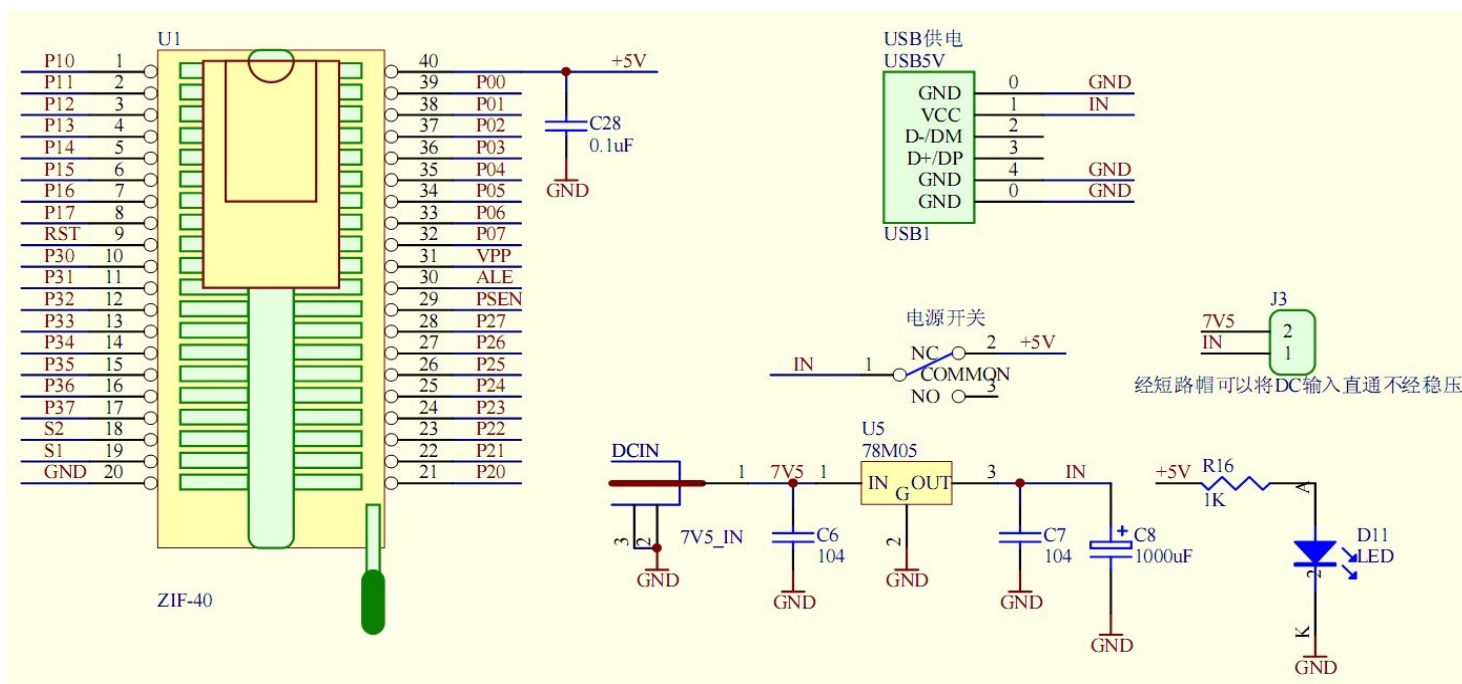 U1
P10 1
P11 2
P12 3
P13 4
P14 5
P15 6
P16 7
P17 8
RST 9
P30 10
P31 11
P32 12
P33 13
P34 14
P35 15
P36 16
P37 17
S2 18
S1 19
GND 20
40 +5V
39 P00
38 P01
37 P02
36 P03
35 P04
34 P05
33 P06
32 P07
31 VPP
30 ALE
29 PSEN
28 P27
27 P26
26 P25
25 P24
24 P23
23 P22
22 P21
21 P20
ZIF-40
C28
0.1uF
GND
USB供电
USB5V
GND 0 GND
VCC 1 IN
D-/DM 2
D+/DP 3
GND 4 GND
GND 0 GND
USB1
电源开关
IN 1 NC 2 +5V
COMMON
NO 3
J3
7V5 2
IN 1
经短路帽可以将DC输入直通不经稳压
DCIN
1 7V5 1
3 2 7V5_IN
GND
C6
104
GND
U5
78M05
IN G OUT
2
GND
3 IN
C7
104
GND
+ C8
1000uF
GND
+5V R16
1K
A
D11
LED
2
K
GND